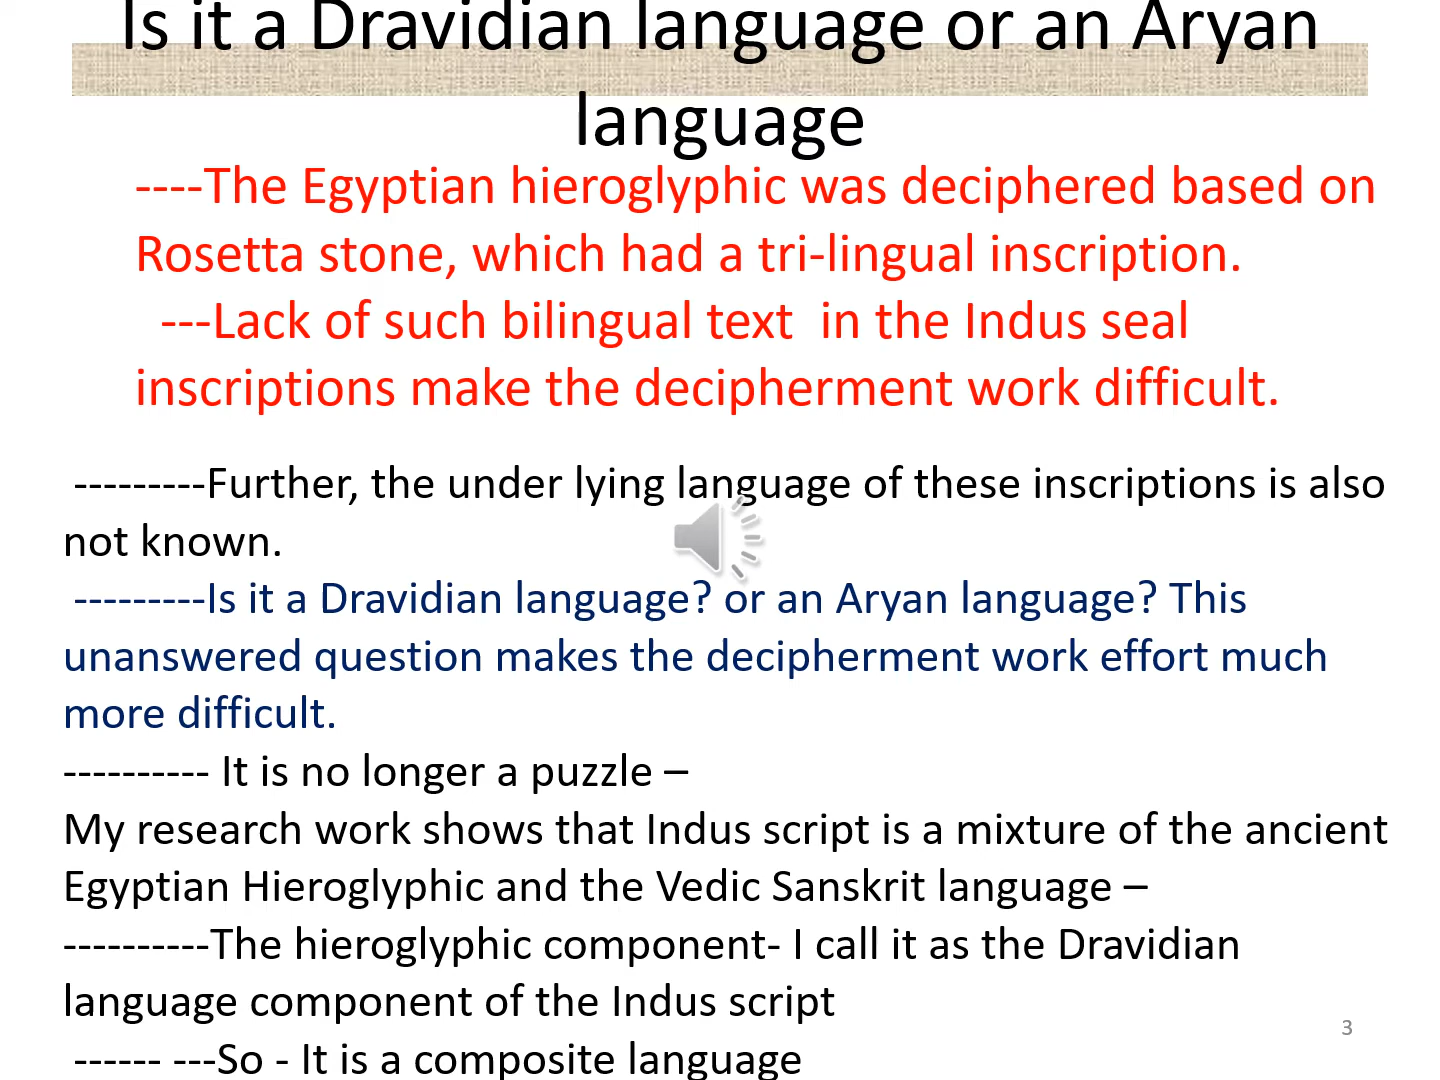 Is it a Dravidian language or an Aryan
language
----The Egyptian hieroglyphic was deciphered based on
Rosetta stone, which had a tri-lingual inscription.
---Lack of such bilingual text  in the Indus seal
inscriptions make the decipherment work difficult.
---------Further, the under lying language of these inscriptions is also
not known.
---------Is it a Dravidian language? or an Aryan language? This
unanswered question makes the decipherment work effort much
more difficult.
---------- It is no longer a puzzle –
My research work shows that Indus script is a mixture of the ancient
Egyptian Hieroglyphic and the Vedic Sanskrit language –
----------The hieroglyphic component- I call it as the Dravidian
language component of the Indus script
------ ---So - It is a composite language
3